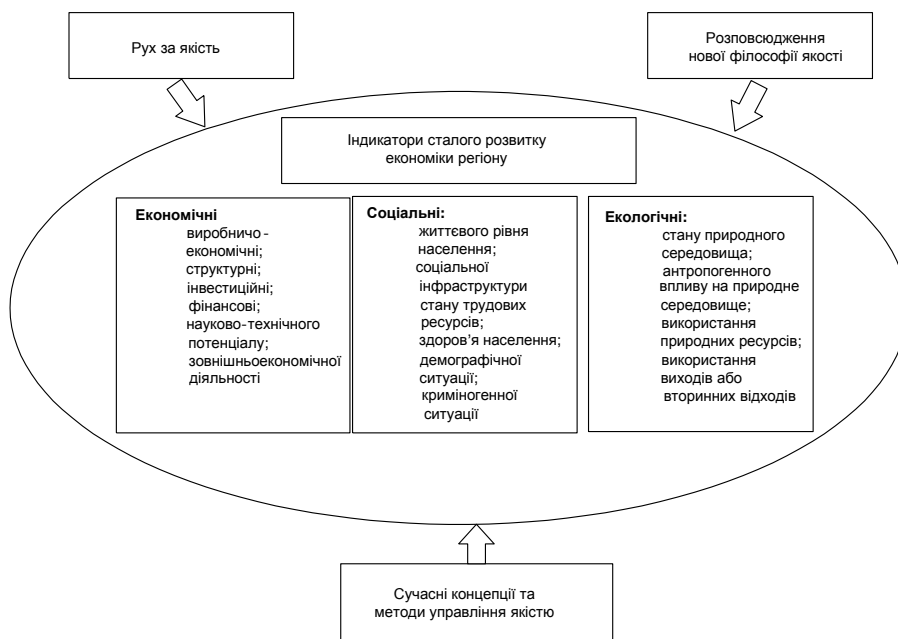 Рух за якість
Розповсюдження
нової філософії якості
Індикатори сталого розвитку
економіки регіону
Економічні
виробничо-
економічні;
структурні;
інвестиційні;
фінансові;
науково-технічного
потенціалу;
зовнішньоекономічної
діяльності
Соціальні:
життєвого рівня
населення;
соціальної
інфраструктури
стану трудових
ресурсів;
здоров’я населення;
демографічної
ситуації;
криміногенної
ситуації
Екологічні:
стану природного
середовища;
антропогенного
впливу на природне
середовище;
використання
природних ресурсів;
використання
виходів або
вторинних відходів
Сучасні концепції та
методи управління якістю